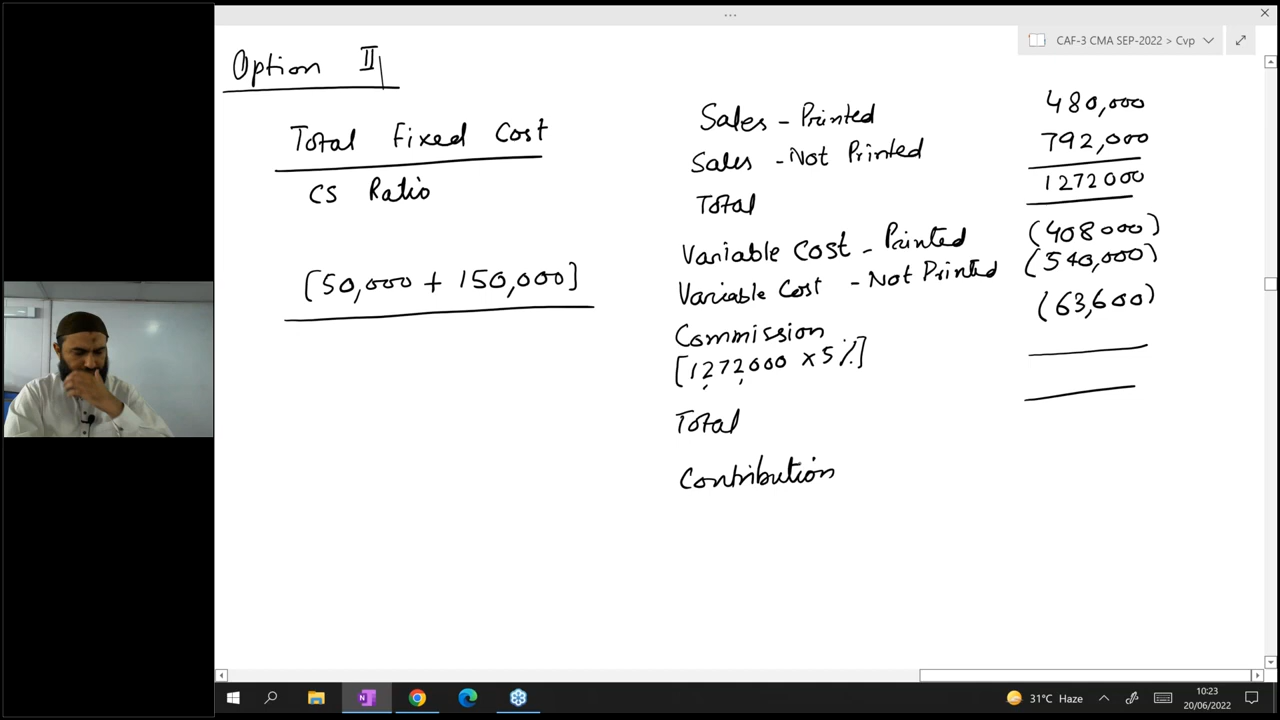 CAF-3 CMA SEP-2022 > Cvp
Option II
Total Fixed Cost
CS Ratio
[50,000 + 150,000]
Sales - Printed 480,000
Sales - Not Printed 792,000
Total 1272000
Variable Cost - Printed (408000)
Variable Cost - Not Printed (540,000)
Commission (63,600)
[1272000 x 5%]
Total
Contribution
31°C Haze
10:23
20/06/2022